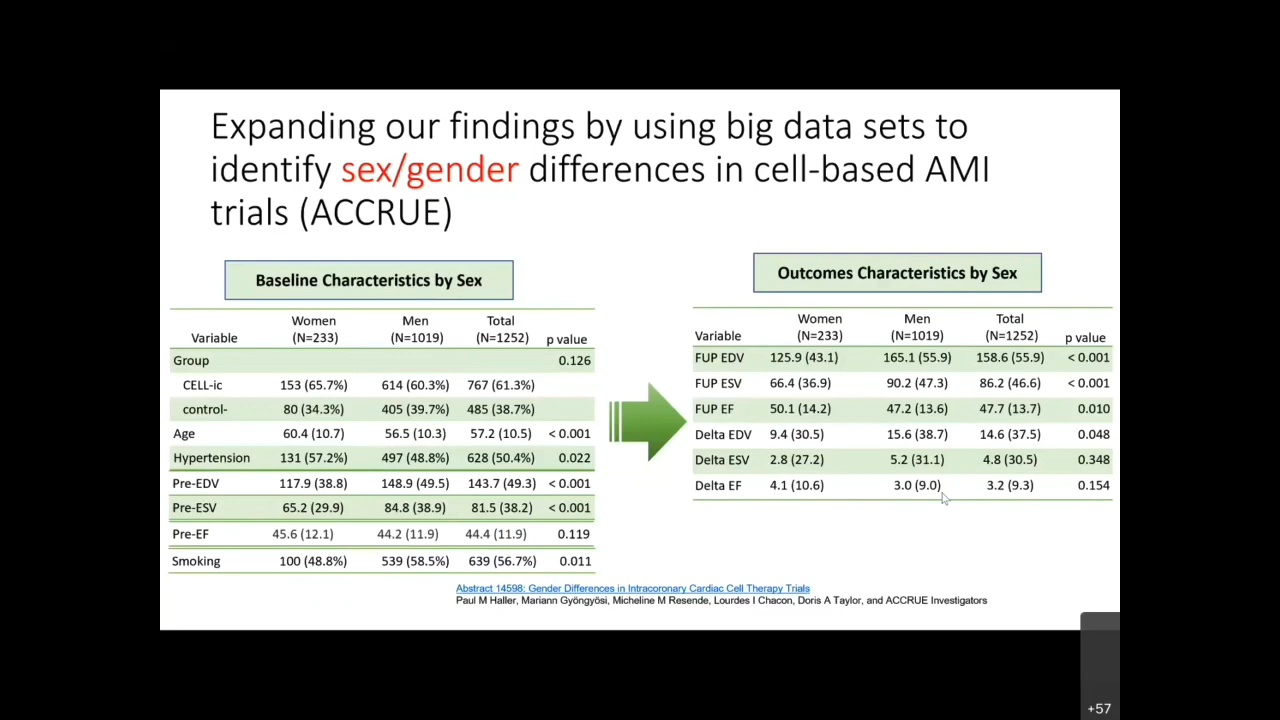 Expanding our findings by using big data sets to
identify sex/gender differences in cell-based AMI
trials (ACCRUE)
Baseline Characteristics by Sex
Variable Women (N=233) Men (N=1019) Total (N=1252) p value
Group 0.126
CELL-ic 153 (65.7%) 614 (60.3%) 767 (61.3%)
control- 80 (34.3%) 405 (39.7%) 485 (38.7%)
Age 60.4 (10.7) 56.5 (10.3) 57.2 (10.5) < 0.001
Hypertension 131 (57.2%) 497 (48.8%) 628 (50.4%) 0.022
Pre-EDV 117.9 (38.8) 148.9 (49.5) 143.7 (49.3) < 0.001
Pre-ESV 65.2 (29.9) 84.8 (38.9) 81.5 (38.2) < 0.001
Pre-EF 45.6 (12.1) 44.2 (11.9) 44.4 (11.9) 0.119
Smoking 100 (48.8%) 539 (58.5%) 639 (56.7%) 0.011
Outcomes Characteristics by Sex
Variable Women (N=233) Men (N=1019) Total (N=1252) p value
FUP EDV 125.9 (43.1) 165.1 (55.9) 158.6 (55.9) < 0.001
FUP ESV 66.4 (36.9) 90.2 (47.3) 86.2 (46.6) < 0.001
FUP EF 50.1 (14.2) 47.2 (13.6) 47.7 (13.7) 0.010
Delta EDV 9.4 (30.5) 15.6 (38.7) 14.6 (37.5) 0.048
Delta ESV 2.8 (27.2) 5.2 (31.1) 4.8 (30.5) 0.348
Delta EF 4.1 (10.6) 3.0 (9.0) 3.2 (9.3) 0.154
Abstract 14598: Gender Differences in Intracoronary Cardiac Cell Therapy Trials
Paul M Haller, Mariann Gyöngyösi, Micheline M Resende, Lourdes I Chacon, Doris A Taylor, and ACCRUE Investigators
+57